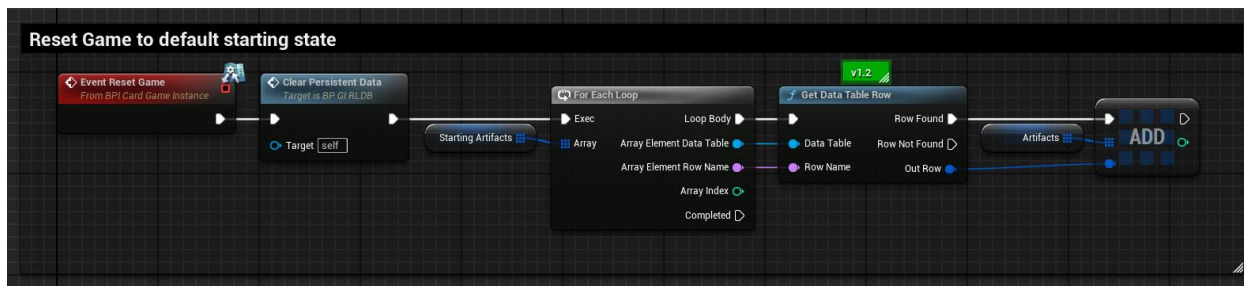 Reset Game to default starting state
Event Reset Game
From BPI Card Game Instance
Clear Persistent Data
Target is BP GI RLDB
Target self
Starting Artifacts
For Each Loop
Exec Loop Body
Array Array Element Data Table
Array Element Row Name
Array Index
Completed
v1.2
Get Data Table Row
Row Found
Data Table Row Not Found
Row Name Out Row
Artifacts
ADD